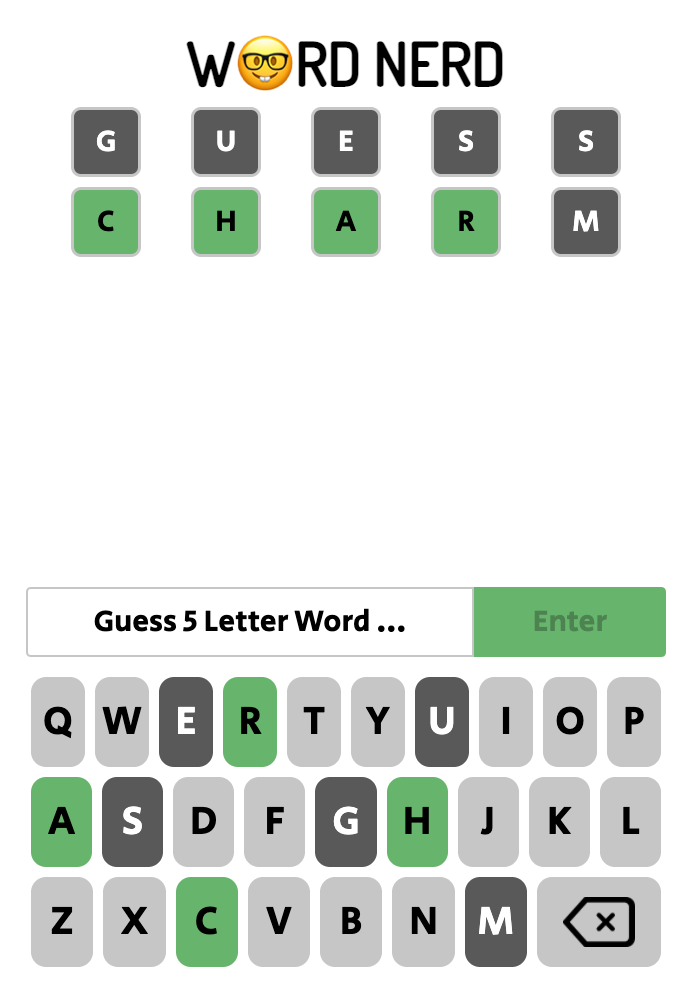 W🤓RD NERD
G U E S S
C H A R M
Guess 5 Letter Word ... Enter
Q W E R T Y U I O P
A S D F G H J K L
Z X C V B N M